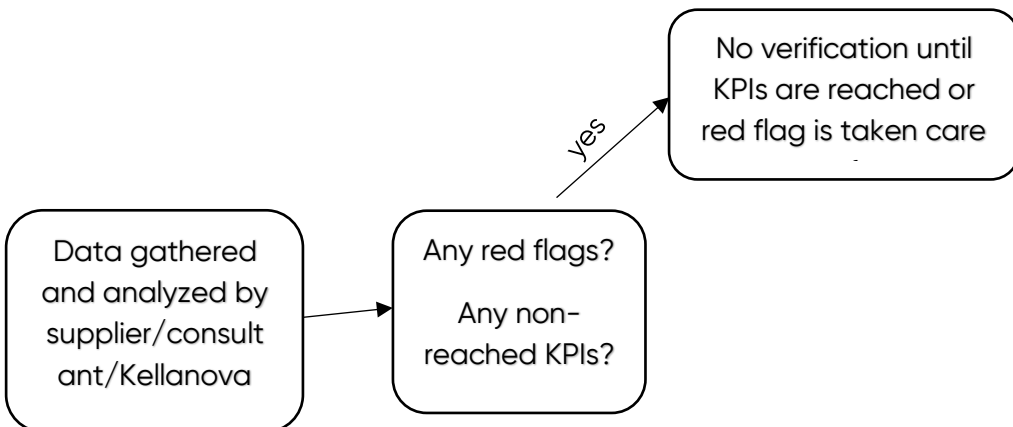 No verification until
KPIs are reached or
red flag is taken care
yes
Data gathered
and analyzed by
supplier/consult
ant/Kellanova
Any red flags?
Any non-
reached KPIs?